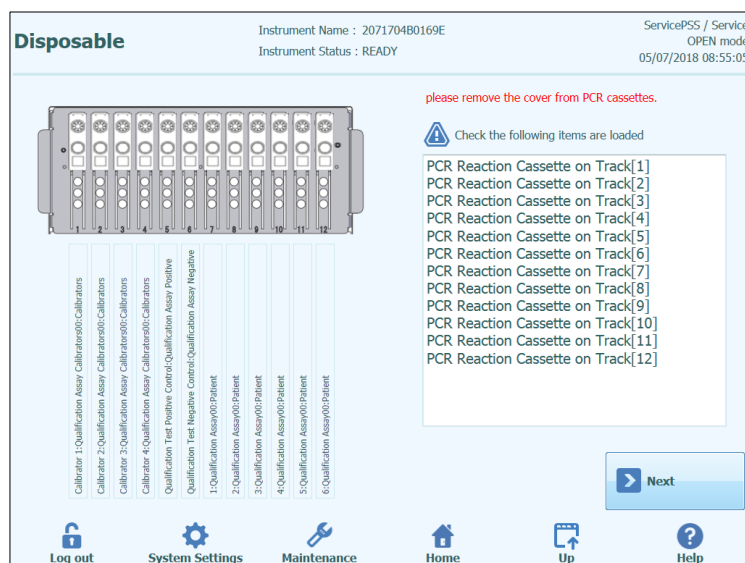 Disposable
Instrument Name : 2071704B0169E
Instrument Status : READY
ServicePSS / Service
OPEN mode
05/07/2018 08:55:05
please remove the cover from PCR cassettes.
Check the following items are loaded
PCR Reaction Cassette on Track[1]
PCR Reaction Cassette on Track[2]
PCR Reaction Cassette on Track[3]
PCR Reaction Cassette on Track[4]
PCR Reaction Cassette on Track[5]
PCR Reaction Cassette on Track[6]
PCR Reaction Cassette on Track[7]
PCR Reaction Cassette on Track[8]
PCR Reaction Cassette on Track[9]
PCR Reaction Cassette on Track[10]
PCR Reaction Cassette on Track[11]
PCR Reaction Cassette on Track[12]
1 2 3 4 5 6 7 8 9 10 11 12
Calibrator 1:Qualification Assay Calibrators00:Calibrators
Calibrator 2:Qualification Assay Calibrators00:Calibrators
Calibrator 3:Qualification Assay Calibrators00:Calibrators
Calibrator 4:Qualification Assay Calibrators00:Calibrators
Qualification Test Positive Control:Qualification Assay Positive
Qualification Test Negative Control:Qualification Assay Negative
1:Qualification Assay00:Patient
2:Qualification Assay00:Patient
3:Qualification Assay00:Patient
4:Qualification Assay00:Patient
5:Qualification Assay00:Patient
6:Qualification Assay00:Patient
Next
Log out
System Settings
Maintenance
Home
Up
Help